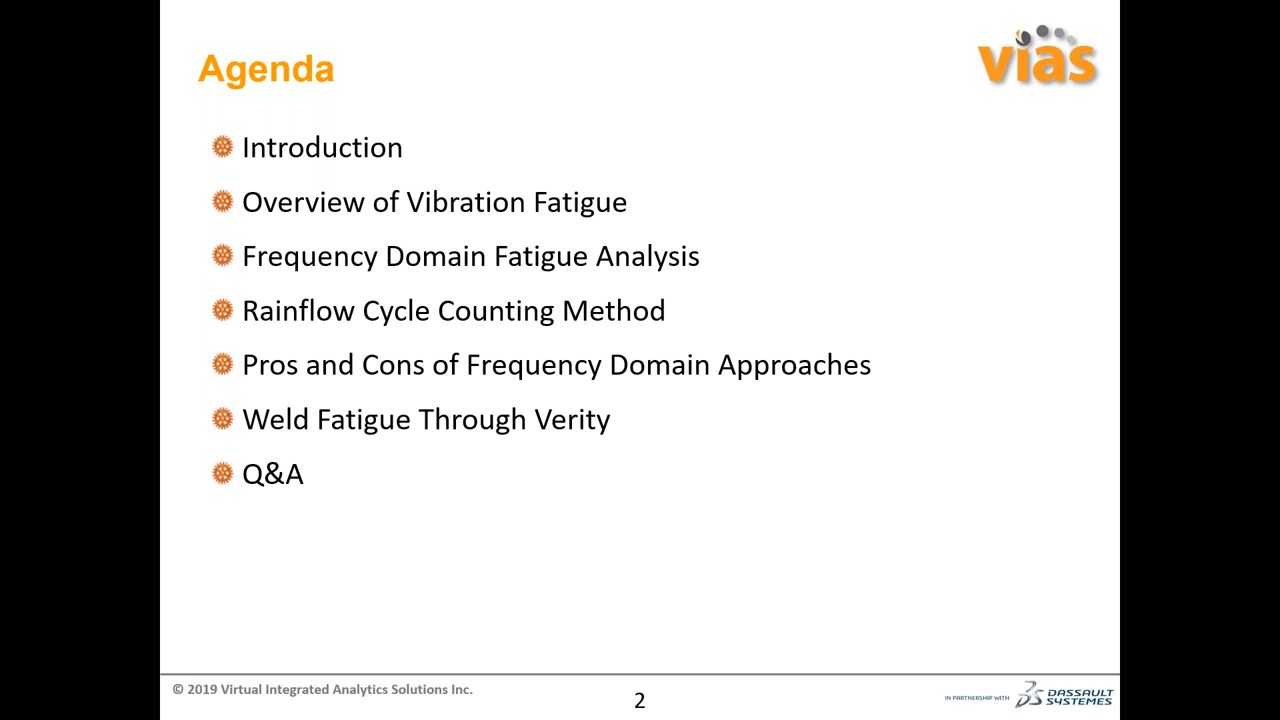 Agenda
vias
Introduction
Overview of Vibration Fatigue
Frequency Domain Fatigue Analysis
Rainflow Cycle Counting Method
Pros and Cons of Frequency Domain Approaches
Weld Fatigue Through Verity
Q&A
© 2019 Virtual Integrated Analytics Solutions Inc.
2
IN PARTNERSHIP WITH
DASSAULT
SYSTEMES